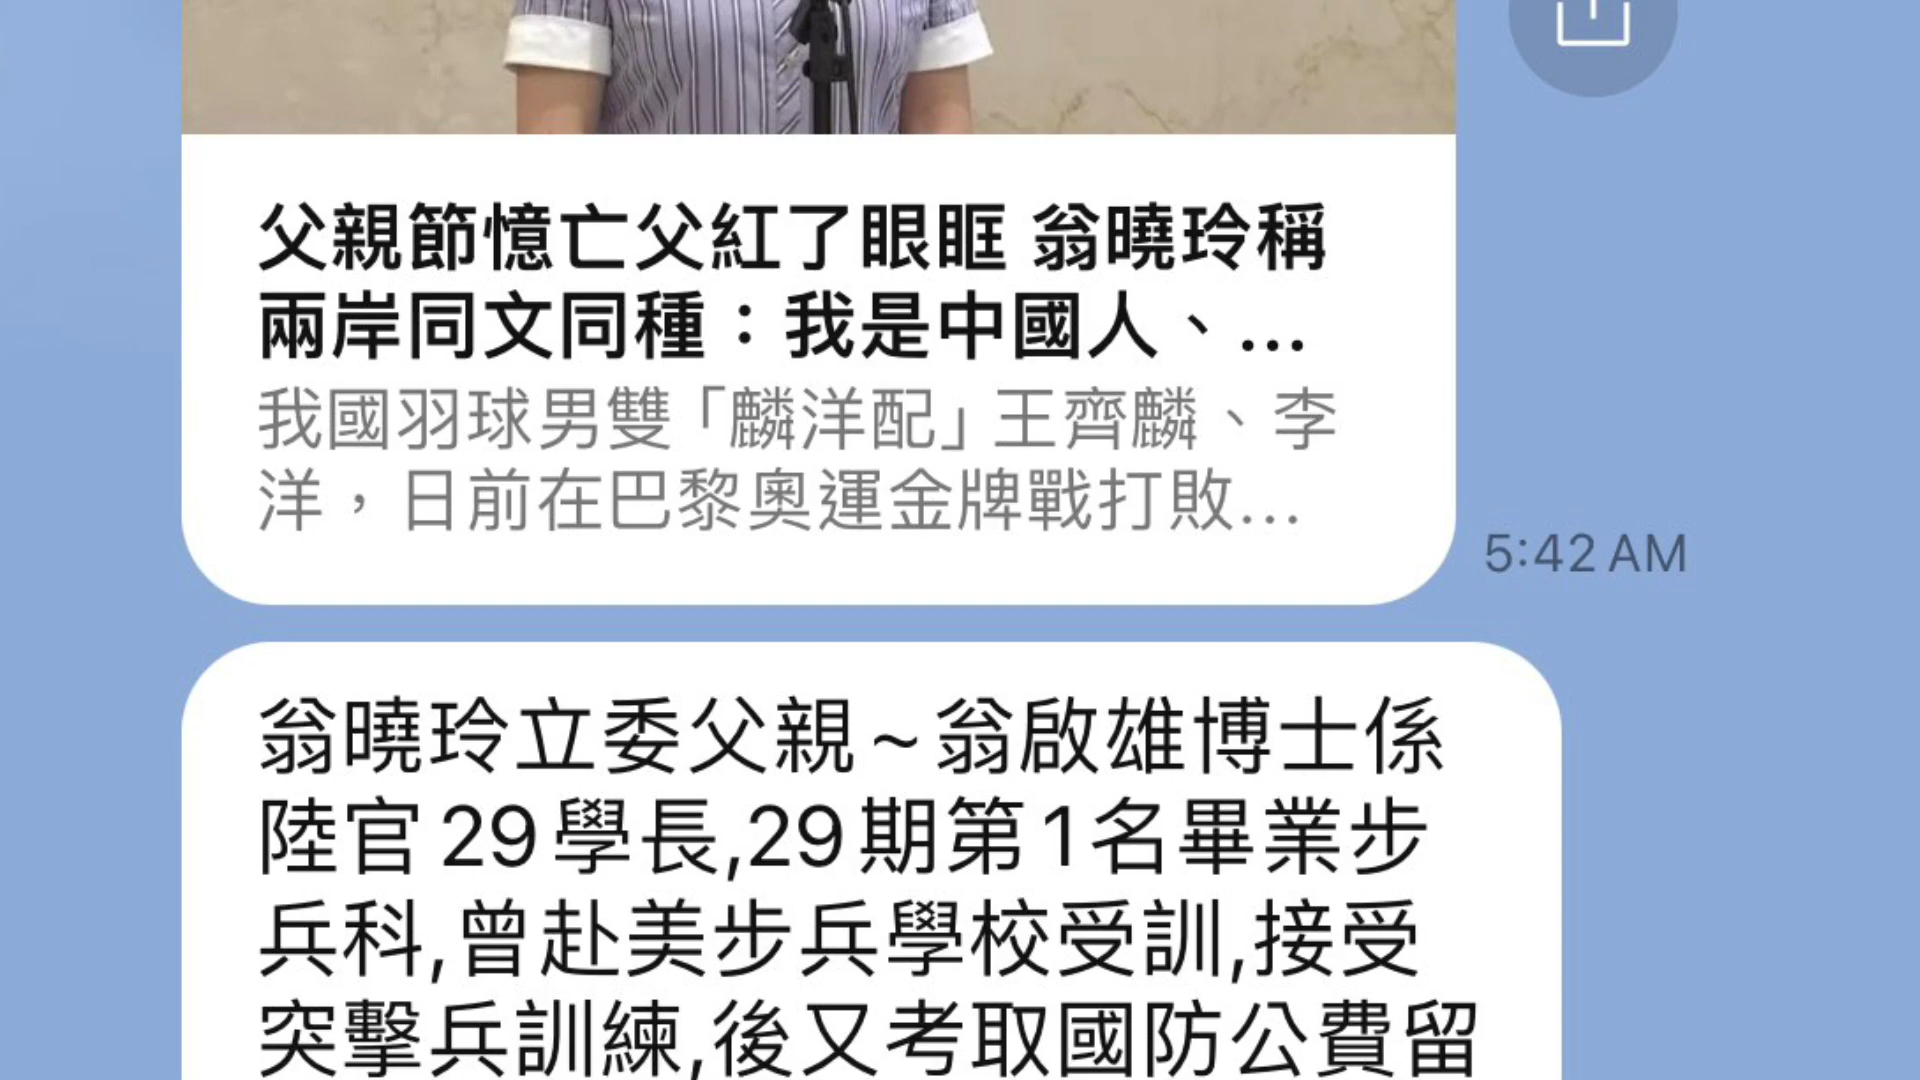 父親節憶亡父紅了眼眶 翁曉玲稱
兩岸同文同種：我是中國人、...
我國羽球男雙「麟洋配」王齊麟、李
洋，日前在巴黎奧運金牌戰打敗...
5:42 AM
翁曉玲立委父親~翁啟雄博士係
陸官29學長,29期第1名畢業步
兵科,曾赴美步兵學校受訓,接受
突擊兵訓練,後又考取國防公費留